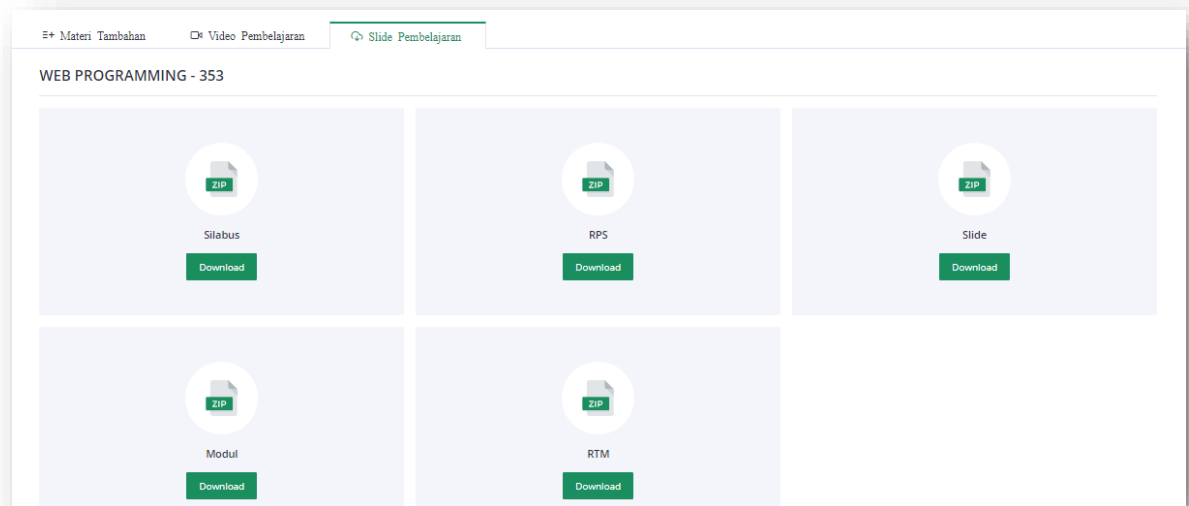 Materi Tambahan
Video Pembelajaran
Slide Pembelajaran
WEB PROGRAMMING - 353
ZIP
Silabus
Download
ZIP
RPS
Download
ZIP
Slide
Download
ZIP
Modul
Download
ZIP
RTM
Download